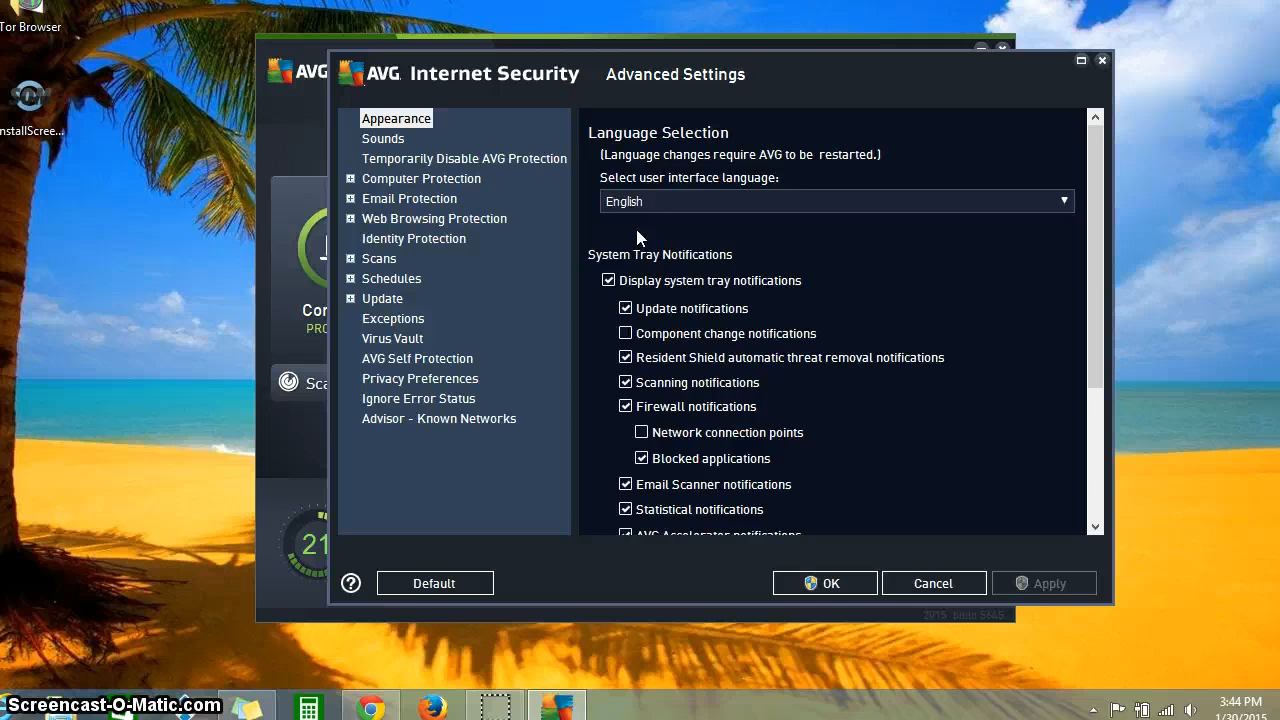 Tor Browser
nstallScree...
AVG
AVG. Internet Security Advanced Settings
Appearance
Sounds
Temporarily Disable AVG Protection
Computer Protection
Email Protection
Web Browsing Protection
Identity Protection
Scans
Schedules
Update
Exceptions
Virus Vault
AVG Self Protection
Privacy Preferences
Ignore Error Status
Advisor - Known Networks
Language Selection
(Language changes require AVG to be restarted.)
Select user interface language:
English
System Tray Notifications
Display system tray notifications
Update notifications
Component change notifications
Resident Shield automatic threat removal notifications
Scanning notifications
Firewall notifications
Network connection points
Blocked applications
Email Scanner notifications
Statistical notifications
AVG Accelerator notifications
Default
OK
Cancel
Apply
Cor
PRO
Sca
21
Screencast-O-Matic.com
3:44 PM
1/30/2015